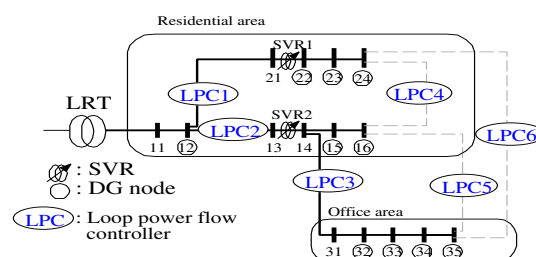 Residential area
SVR1
21 22 23 24
LPC1
LPC4
LRT
SVR2
LPC2
LPC6
11 12 13 14 15 16
: SVR
: DG node
LPC3
LPC5
LPC : Loop power flow
controller
Office area
31 32 33 34 35